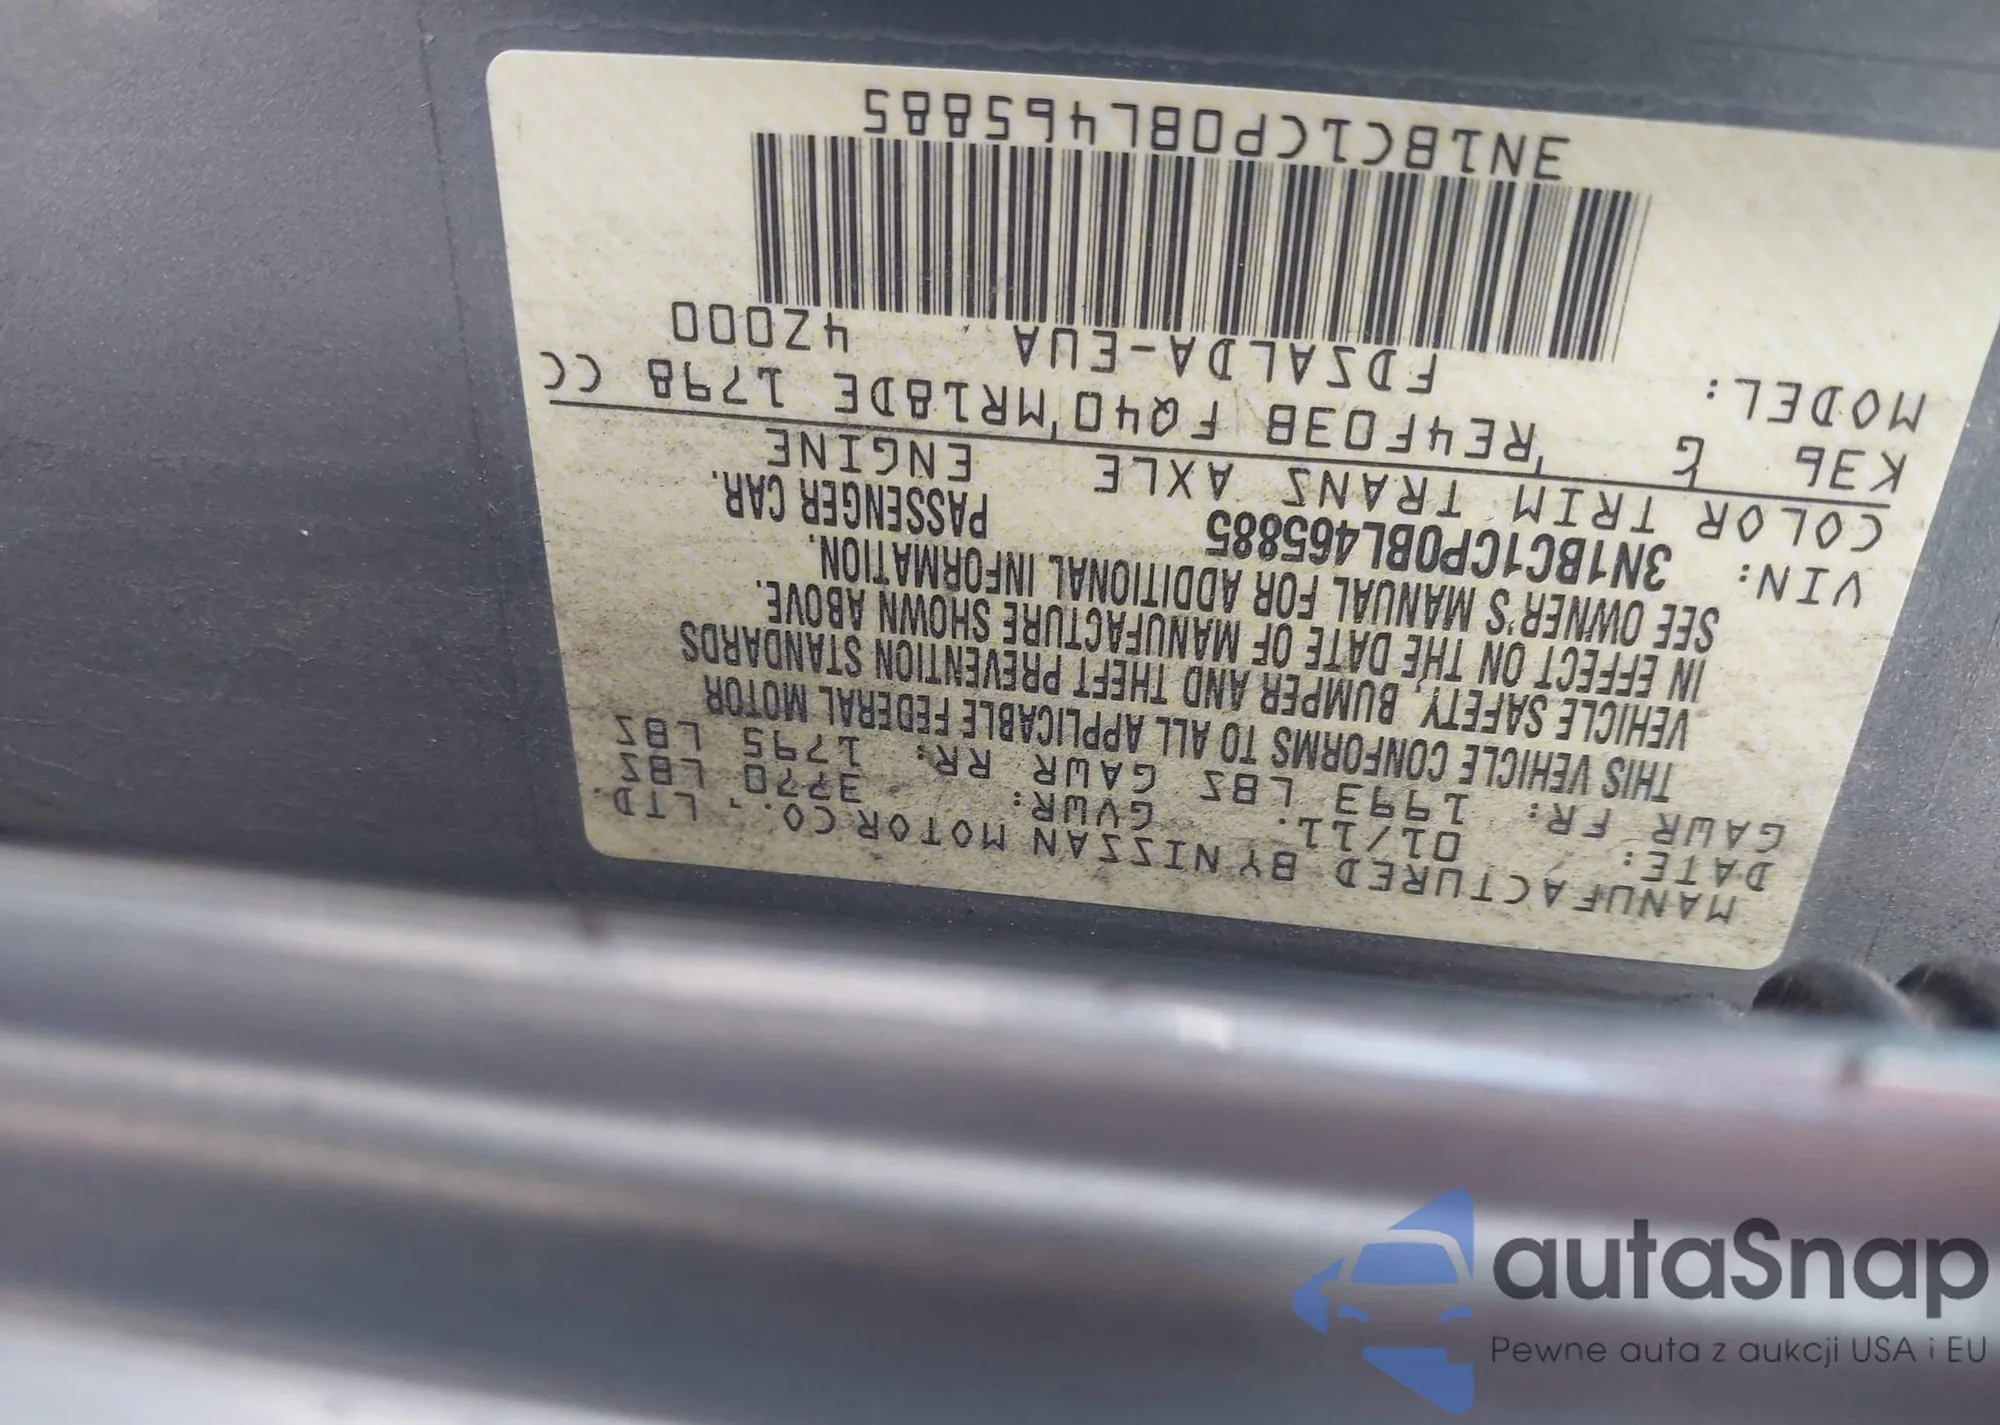 MANUFACTURED BY NISSAN MOTOR CO., LTD.
DATE: 01/11 GVWR: 3770 LBS
GAWR FR: 1993 LBS GAWR RR: 1795 LBS
THIS VEHICLE CONFORMS TO ALL APPLICABLE FEDERAL MOTOR
VEHICLE SAFETY, BUMPER AND THEFT PREVENTION STANDARDS
IN EFFECT ON THE DATE OF MANUFACTURE SHOWN ABOVE.
SEE OWNER'S MANUAL FOR ADDITIONAL INFORMATION.
VIN: 3N1BC1CP0BL465885 PASSENGER CAR.
COLOR TRIM TRANS AXLE ENGINE
K36 G RE4F03B FQ40 MR18DE 1798 CC
MODEL: FDSALDA-EUA 4Z000
3N1BC1CP0BL465885
autaSnap
Pewne auta z aukcji USA i EU